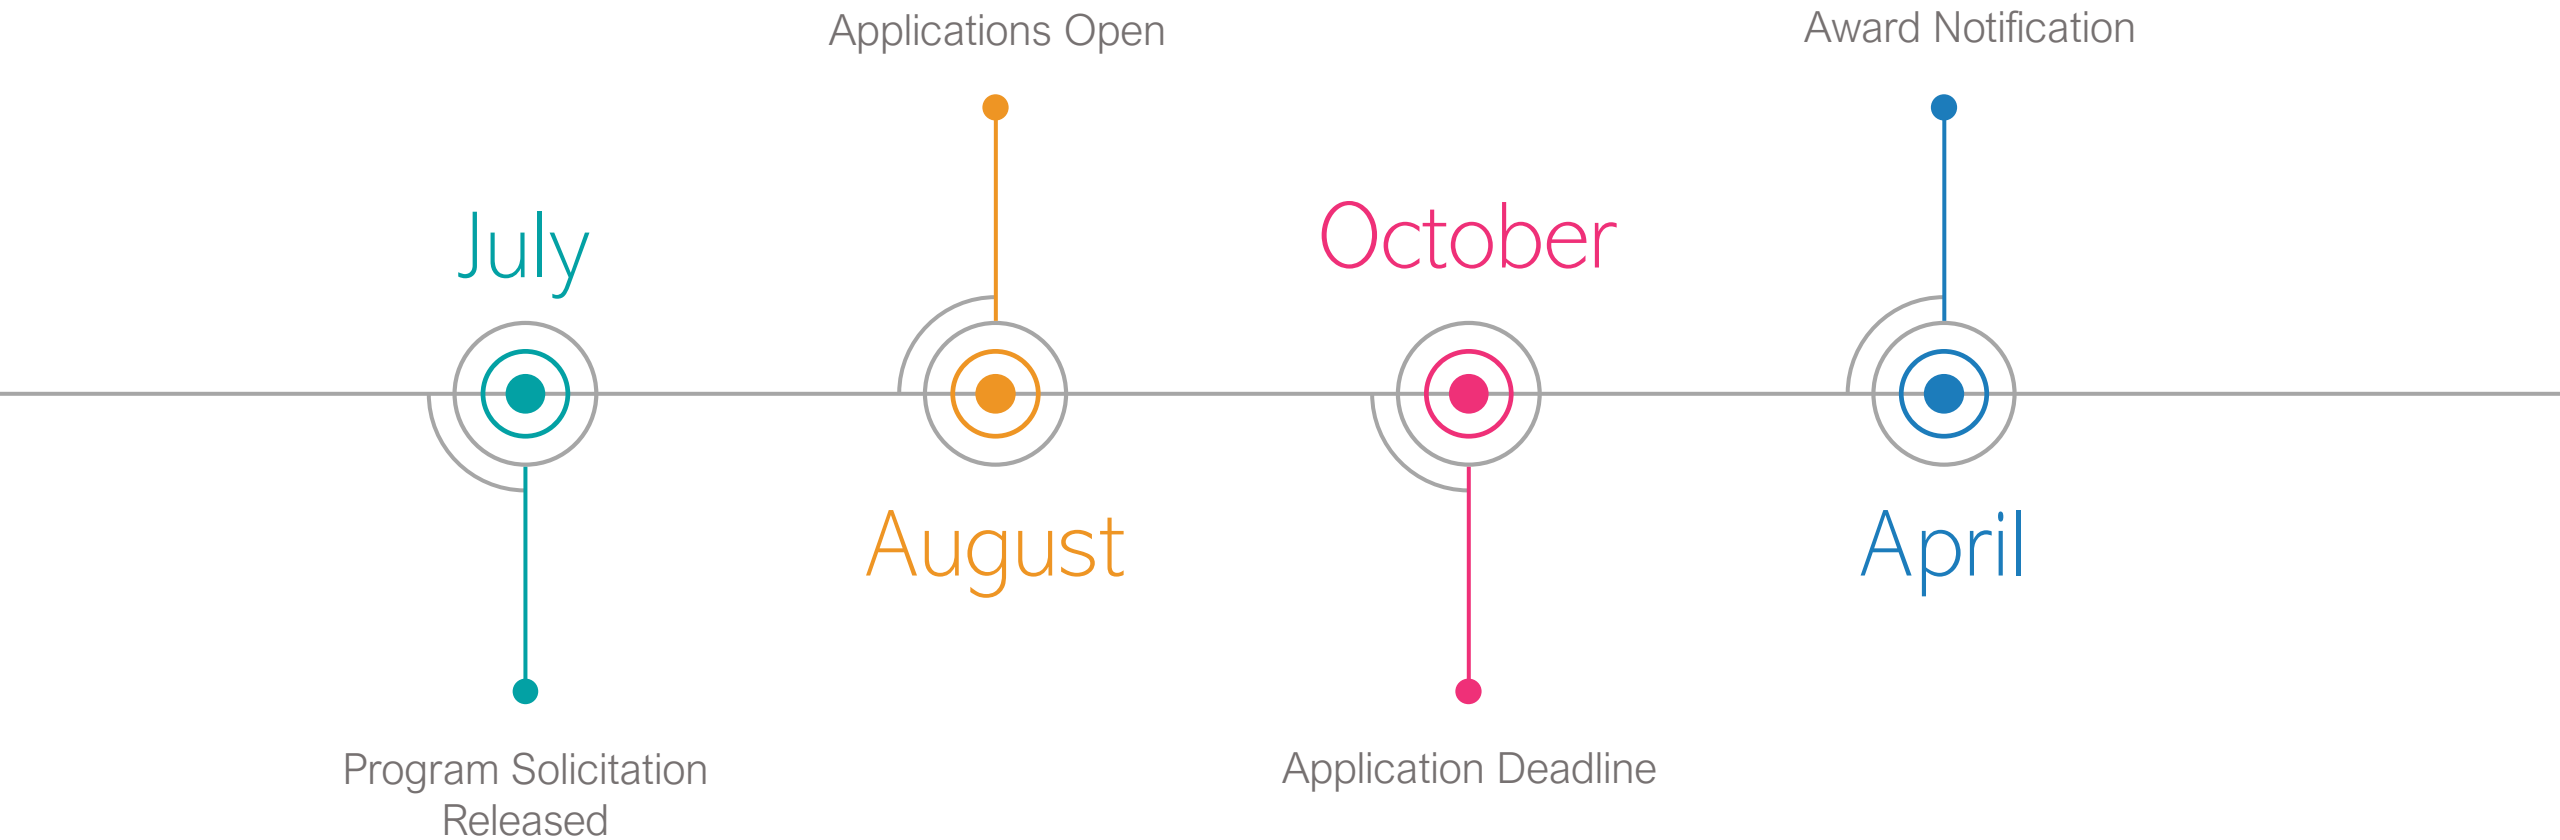 Applications Open
Award Notification
July
October
August
April
Program Solicitation
Released
Application Deadline